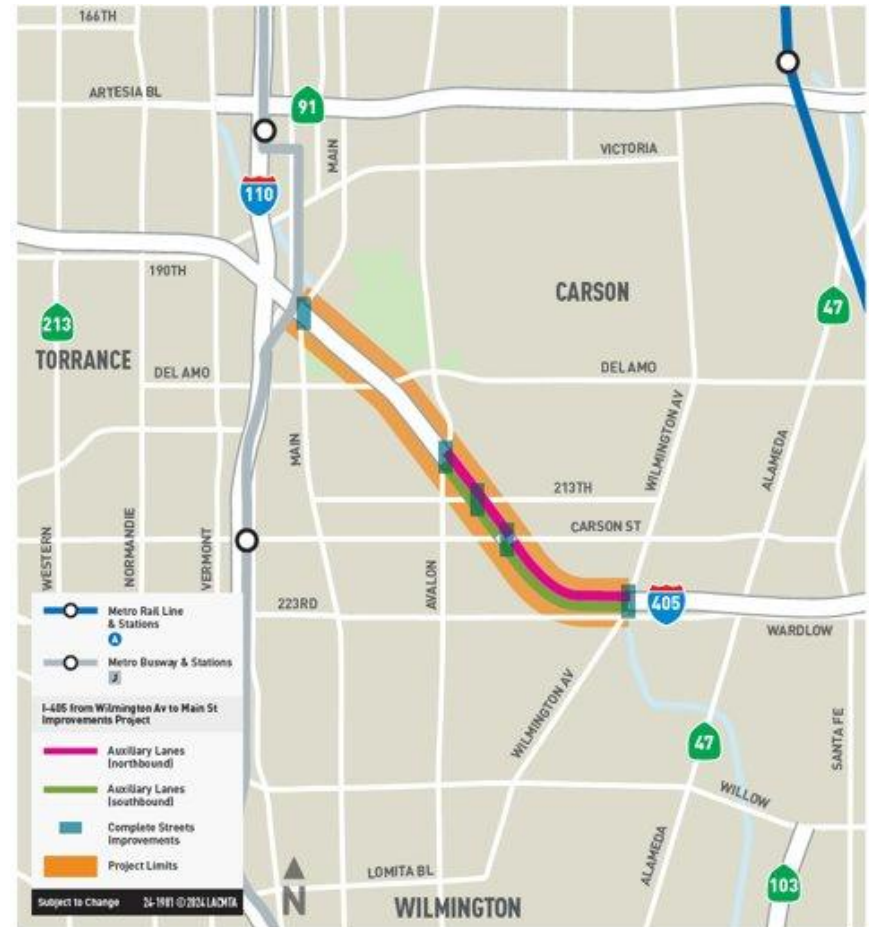 166TH
ARTESIA BL
91
MAIN
VICTORIA
110
190TH
CARSON
213
47
TORRANCE
DEL AMO
DEL AMO
WILMINGTON AV
MAIN
ALAMEDA
213TH
CARSON ST
WESTERN
NORMANDIE
VERMONT
AVALON
223RD
405
WARDLOW
WILMINGTON AV
47
SANTA FE
WILLOW
ALAMEDA
LOMITA BL
103
N
WILMINGTON
Metro Rail Line
& Stations
A
Metro Busway & Stations
J
I-405 from Wilmington Av to Main St
Improvements Project
Auxiliary Lanes
(northbound)
Auxiliary Lanes
(southbound)
Complete Streets
Improvements
Project Limits
Subject to Change 24-1981 ©2024 LACMTA